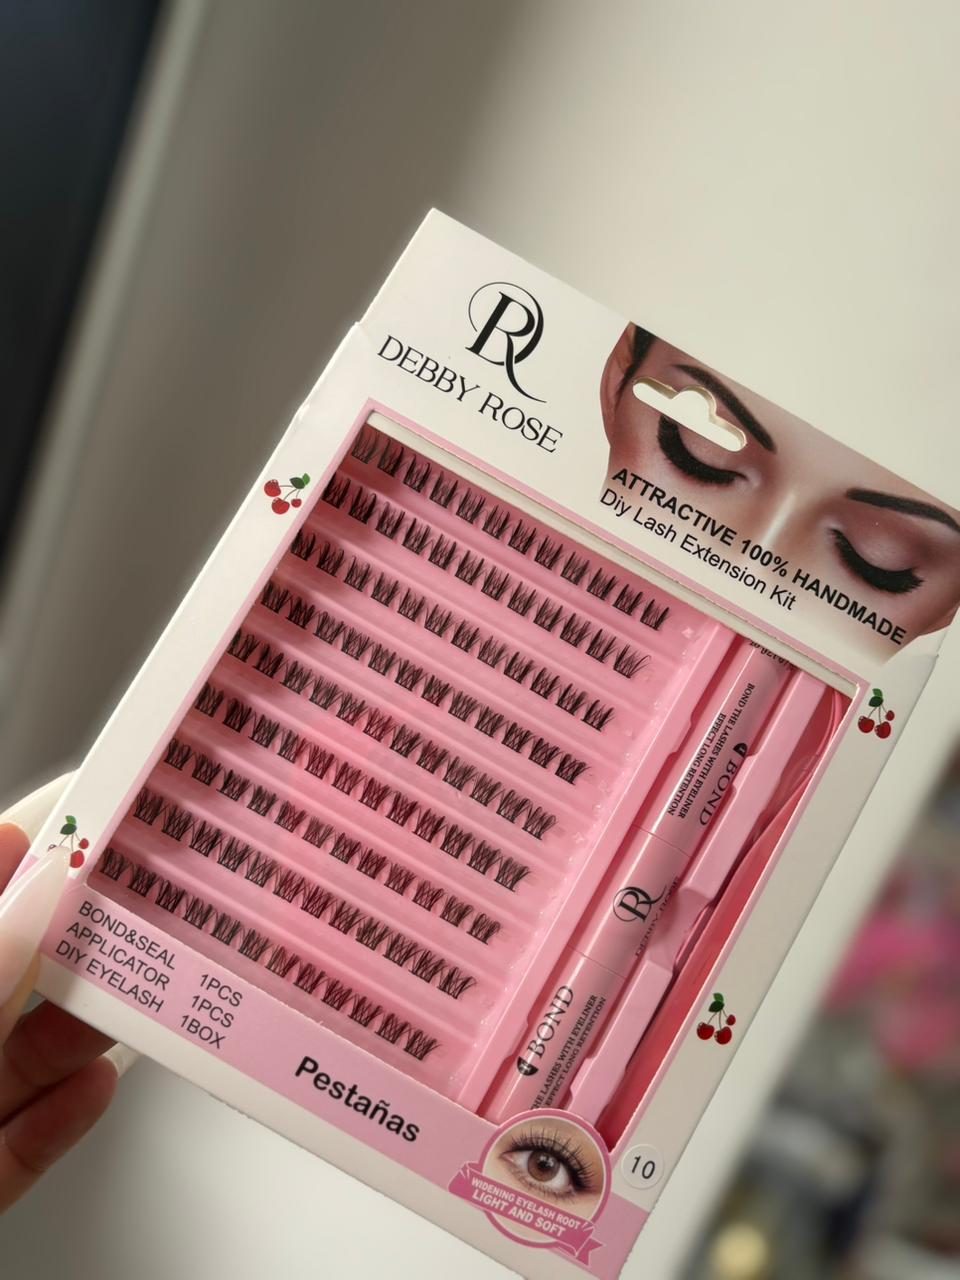 DR
DEBBY ROSE
ATTRACTIVE 100% HANDMADE
Diy Lash Extension Kit
BOND THE LASHES WITH EYELINER
EFFECT LONG RETENTION
BOND
DR
DEBBY ROSE
BOND
THE LASHES WITH EYELINER
EFFECT LONG RETENTION
BOND&SEAL 1PCS
APPLICATOR 1PCS
DIY EYELASH 1BOX
Pestañas
10
WIDENING EYELASH ROOT
LIGHT AND SOFT